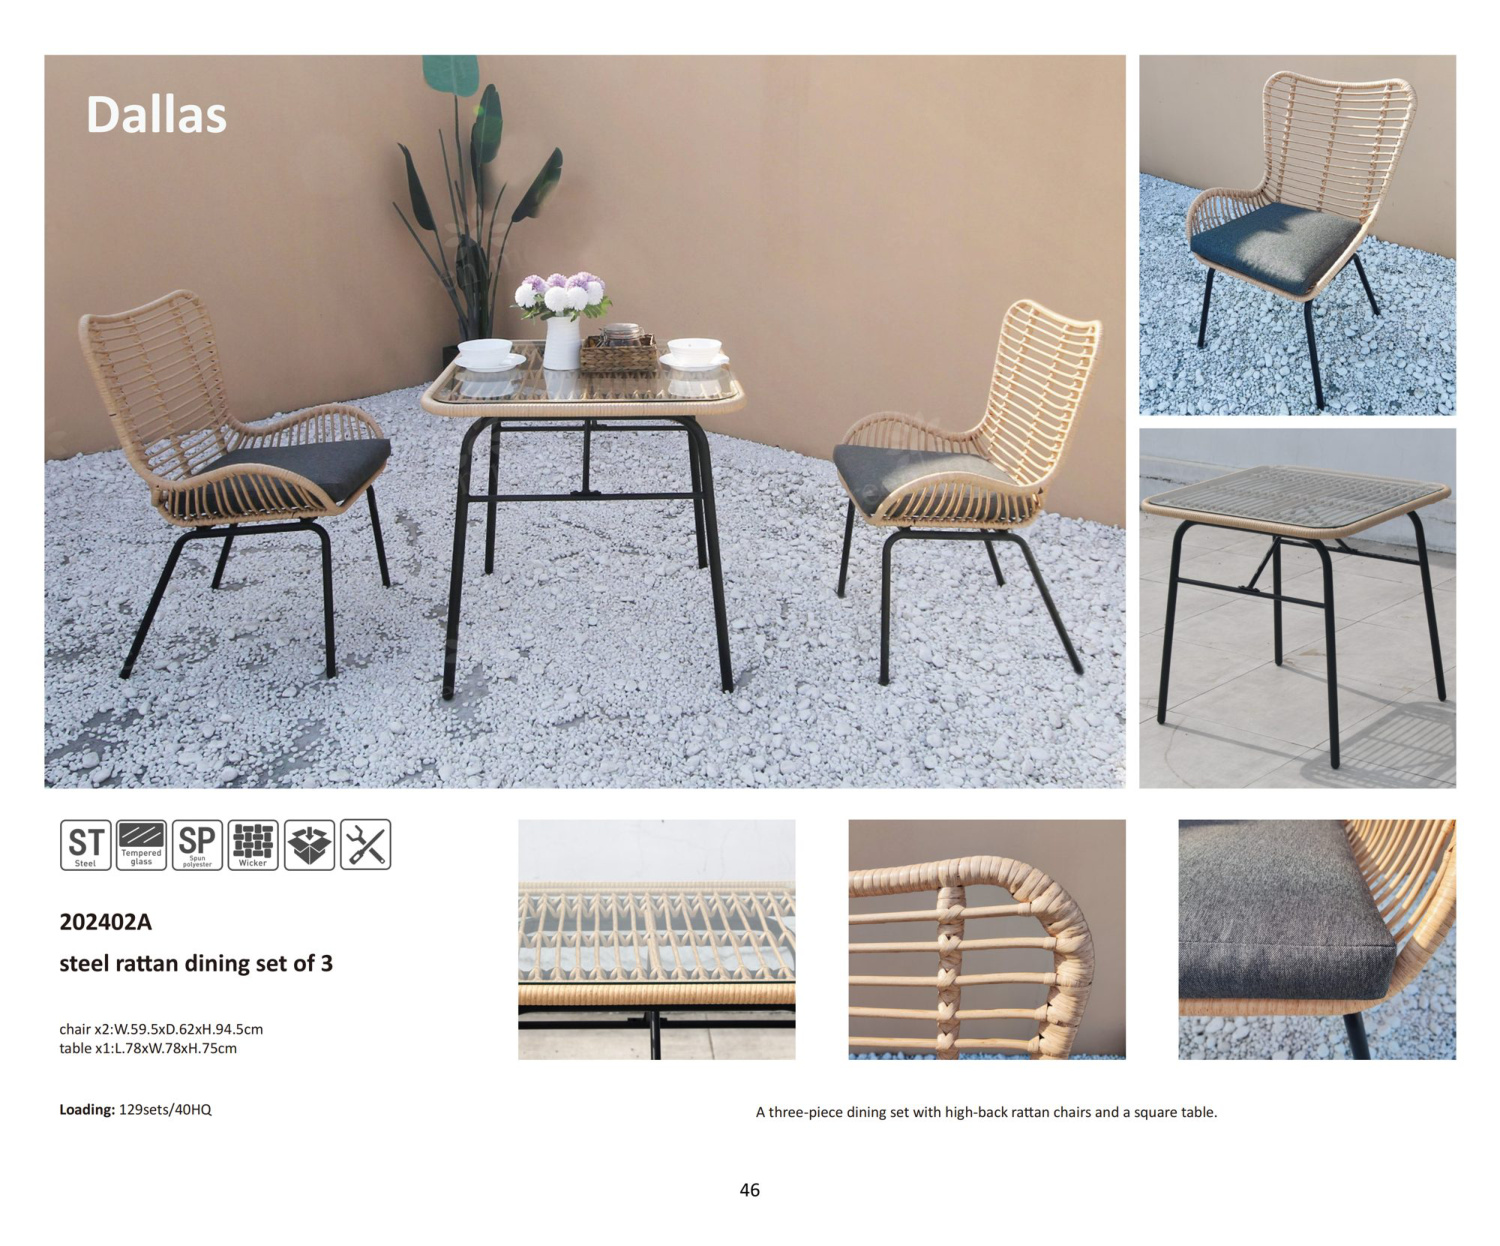 Dallas
ST
Steel
Tempered
glass
SP
Spun
polyester
Wicker
202402A
steel rattan dining set of 3
chair x2:W.59.5xD.62xH.94.5cm
table x1:L.78xW.78xH.75cm
Loading: 129sets/40HQ
A three-piece dining set with high-back rattan chairs and a square table.
46